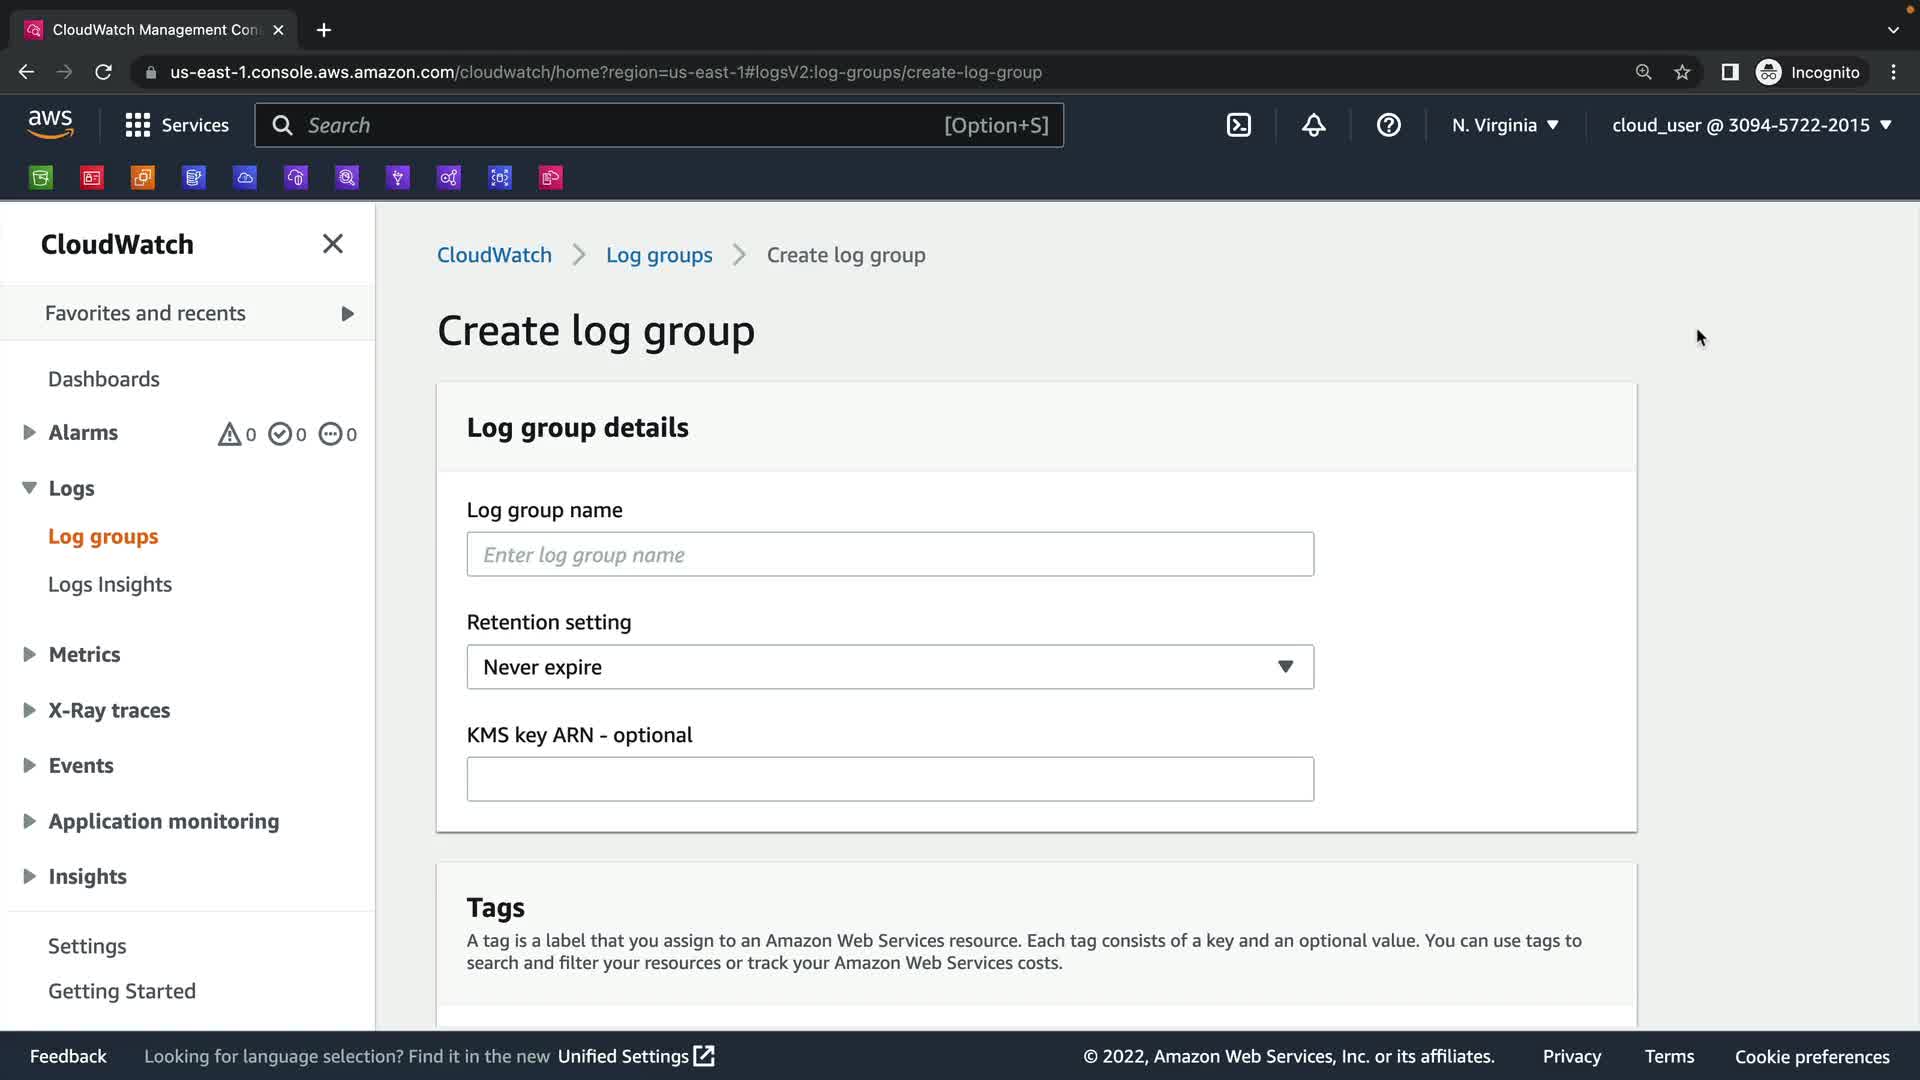 CloudWatch Management Con
us-east-1.console.aws.amazon.com/cloudwatch/home?region=us-east-1#logsV2:log-groups/create-log-group
Incognito
aws
Services
Search
[Option+S]
N. Virginia
cloud_user @ 3094-5722-2015
CloudWatch
Favorites and recents
Dashboards
Alarms
0
0
0
Logs
Log groups
Logs Insights
Metrics
X-Ray traces
Events
Application monitoring
Insights
Settings
Getting Started
CloudWatch
Log groups
Create log group
Create log group
Log group details
Log group name
Enter log group name
Retention setting
Never expire
KMS key ARN - optional
Tags
A tag is a label that you assign to an Amazon Web Services resource. Each tag consists of a key and an optional value. You can use tags to
search and filter your resources or track your Amazon Web Services costs.
Feedback
Looking for language selection? Find it in the new Unified Settings
© 2022, Amazon Web Services, Inc. or its affiliates.
Privacy
Terms
Cookie preferences